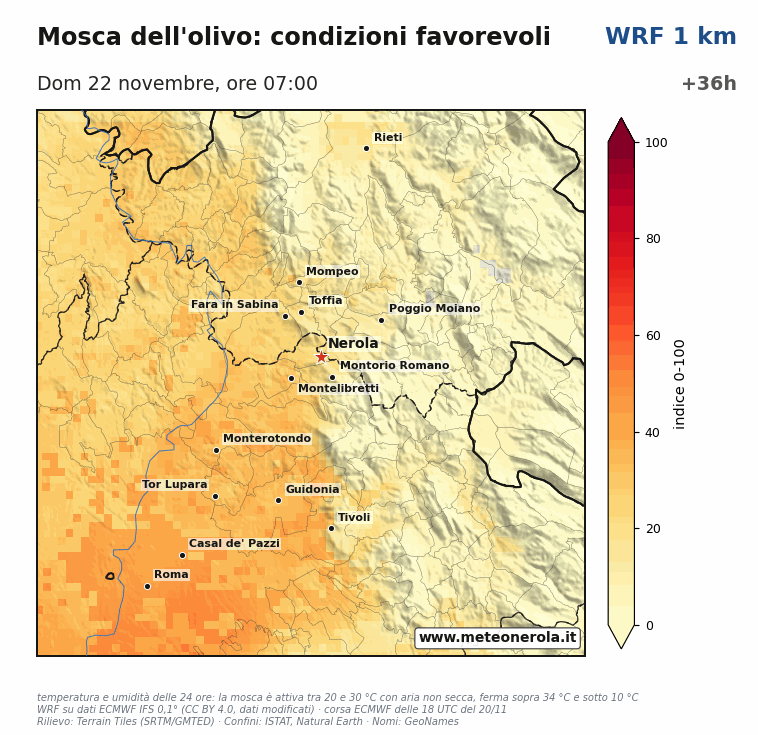 Mosca dell'olivo: condizioni favorevoli
WRF 1 km
Dom 22 novembre, ore 07:00
+36h
Rieti
Mompeo
Fara in Sabina
Toffia
Poggio Moiano
Nerola
Montorio Romano
Montelibretti
Monterotondo
Tor Lupara
Guidonia
Tivoli
Casal de' Pazzi
Roma
www.meteonerola.it
100
80
60
40
20
0
indice 0-100
temperatura e umidità delle 24 ore: la mosca è attiva tra 20 e 30 °C con aria non secca, ferma sopra 34 °C e sotto 10 °C
WRF su dati ECMWF IFS 0,1° (CC BY 4.0, dati modificati) · corsa ECMWF delle 18 UTC del 20/11
Rilievo: Terrain Tiles (SRTM/GMTED) · Confini: ISTAT, Natural Earth · Nomi: GeoNames